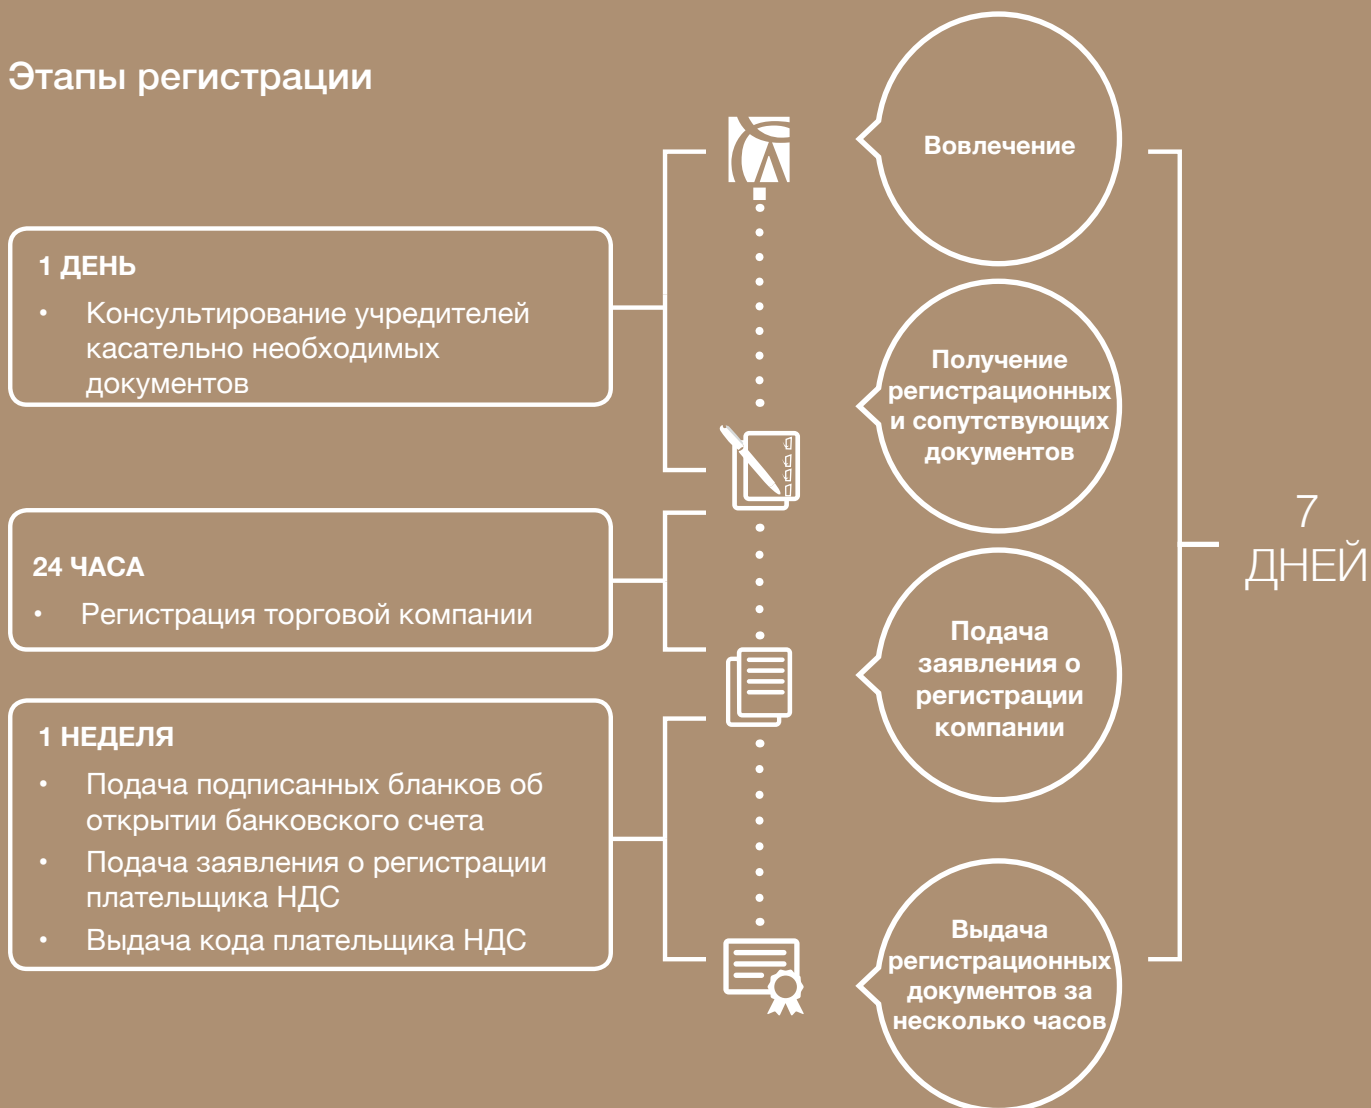 Этапы регистрации
1 ДЕНЬ
• Консультирование учредителей
касательно необходимых
документов
24 ЧАСА
• Регистрация торговой компании
1 НЕДЕЛЯ
• Подача подписанных бланков об
открытии банковского счета
• Подача заявления о регистрации
плательщика НДС
• Выдача кода плательщика НДС
Вовлечение
Получение
регистрационных
и сопутствующих
документов
Подача
заявления о
регистрации
компании
Выдача
регистрационных
документов за
несколько часов
7
ДНЕЙ